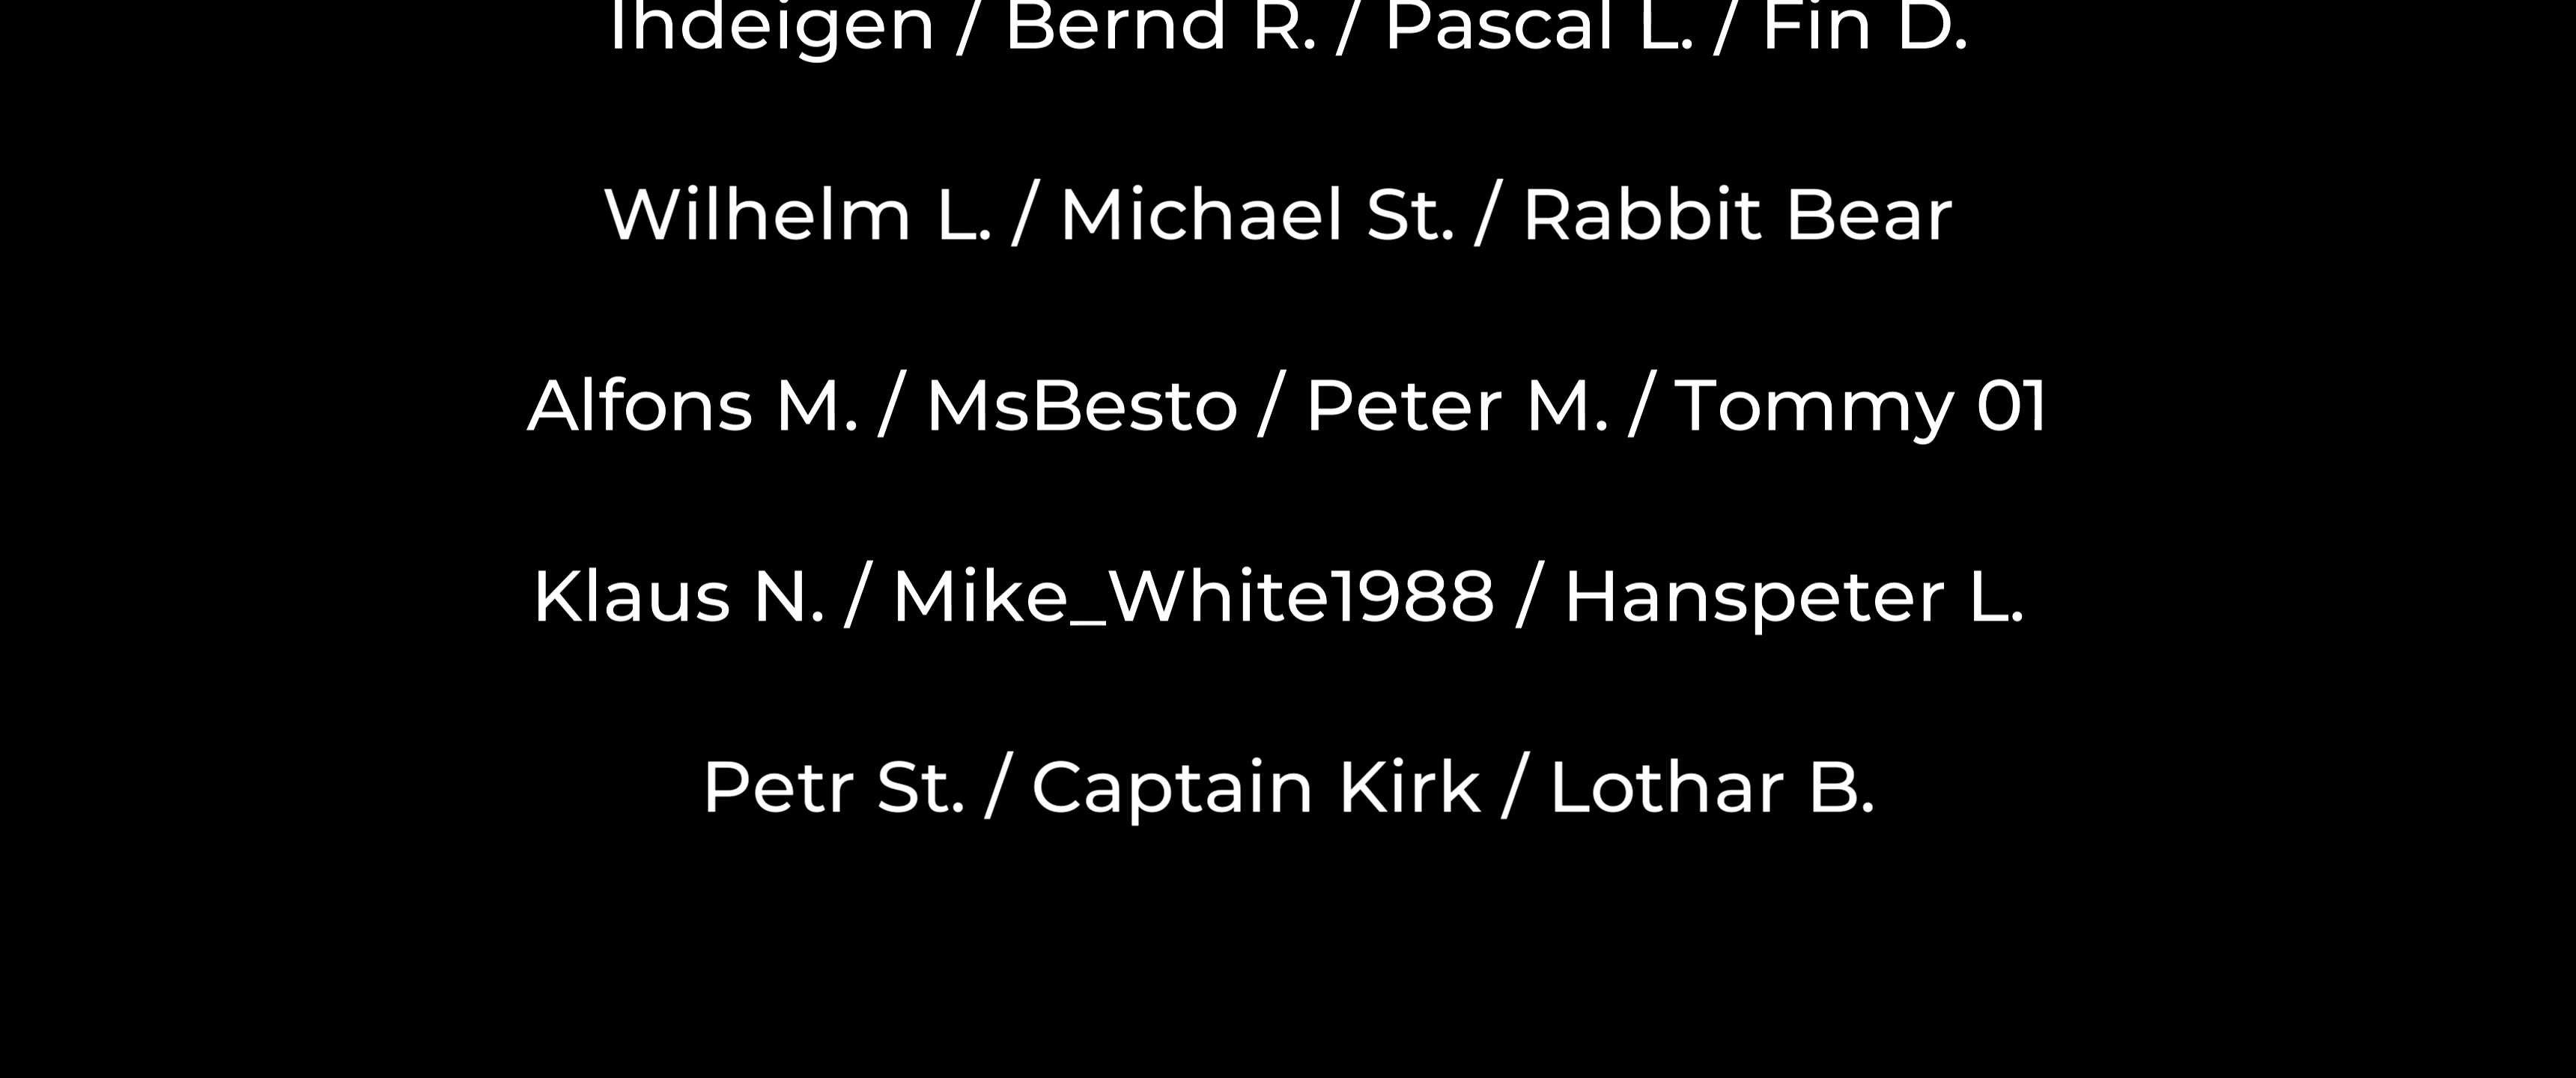 Ihdeigen / Bernd R. / Pascal L. / Fin D.
Wilhelm L. / Michael St. / Rabbit Bear
Alfons M. / MsBesto / Peter M. / Tommy 01
Klaus N. / Mike_White1988 / Hanspeter L.
Petr St. / Captain Kirk / Lothar B.